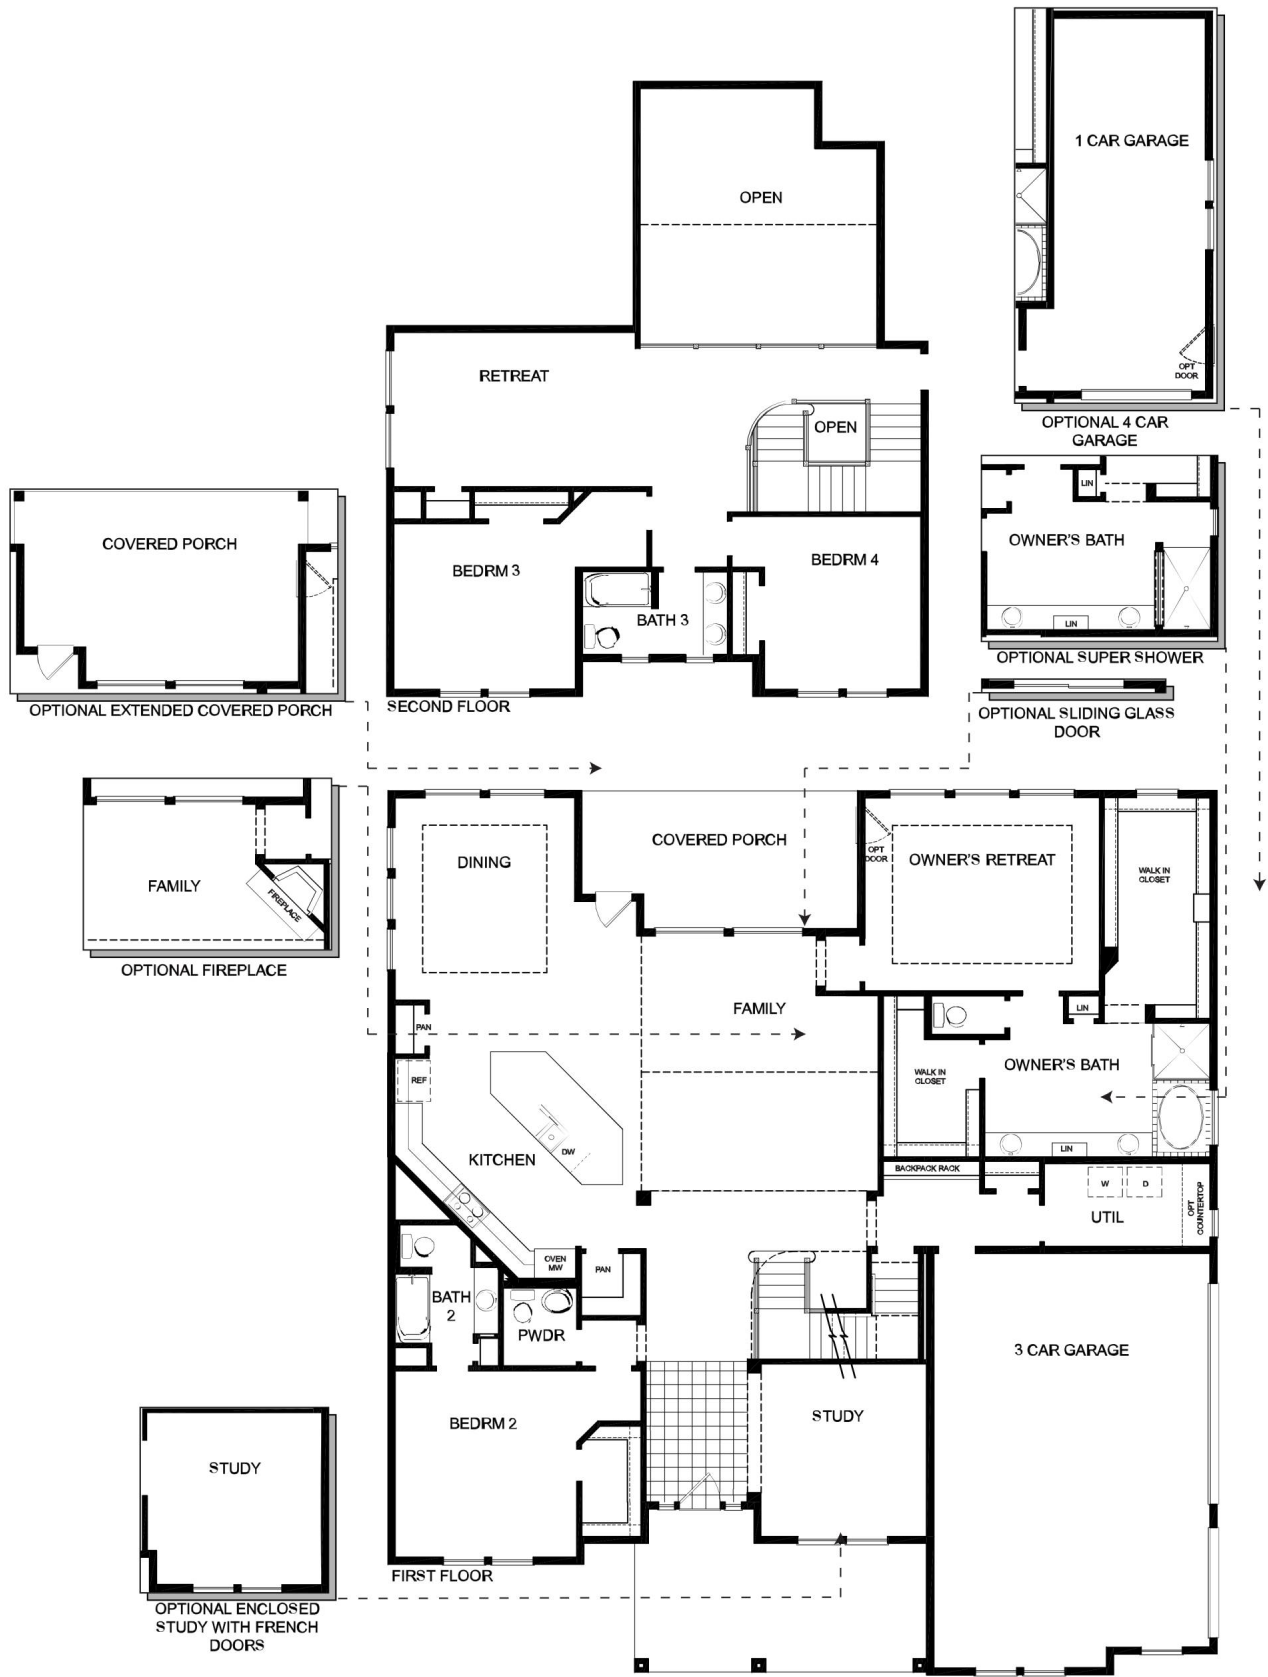 1 CAR GARAGE
OPT
DOOR
OPTIONAL 4 CAR
GARAGE
OPEN
RETREAT
OPEN
BEDRM 3
BATH 3
BEDRM 4
SECOND FLOOR
COVERED PORCH
OPTIONAL EXTENDED COVERED PORCH
LIN
OWNER'S BATH
LIN
OPTIONAL SUPER SHOWER
OPTIONAL SLIDING GLASS
DOOR
FAMILY
FIREPLACE
OPTIONAL FIREPLACE
DINING
COVERED PORCH
OPT
DOOR
OWNER'S RETREAT
WALK IN
CLOSET
FAMILY
PAN
LIN
REF
WALK IN
CLOSET
OWNER'S BATH
KITCHEN
DW
LIN
BACKPACK RACK
W
D
UTIL
OPT
COUNTERTOP
OVEN
MW
PAN
BATH
2
PWDR
3 CAR GARAGE
BEDRM 2
STUDY
FIRST FLOOR
STUDY
OPTIONAL ENCLOSED
STUDY WITH FRENCH
DOORS